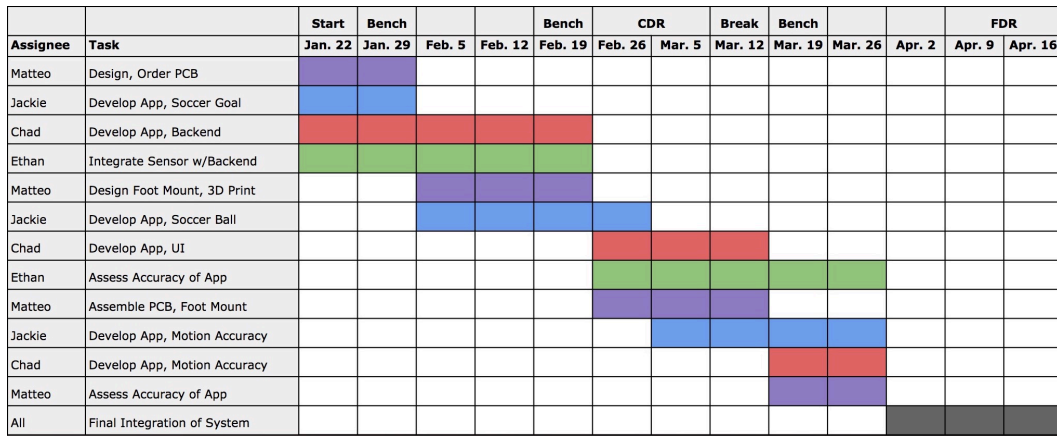 Start Bench Bench CDR Break Bench FDR
Assignee Task Jan. 22 Jan. 29 Feb. 5 Feb. 12 Feb. 19 Feb. 26 Mar. 5 Mar. 12 Mar. 19 Mar. 26 Apr. 2 Apr. 9 Apr. 16
Matteo Design, Order PCB
Jackie Develop App, Soccer Goal
Chad Develop App, Backend
Ethan Integrate Sensor w/Backend
Matteo Design Foot Mount, 3D Print
Jackie Develop App, Soccer Ball
Chad Develop App, UI
Ethan Assess Accuracy of App
Matteo Assemble PCB, Foot Mount
Jackie Develop App, Motion Accuracy
Chad Develop App, Motion Accuracy
Matteo Assess Accuracy of App
All Final Integration of System